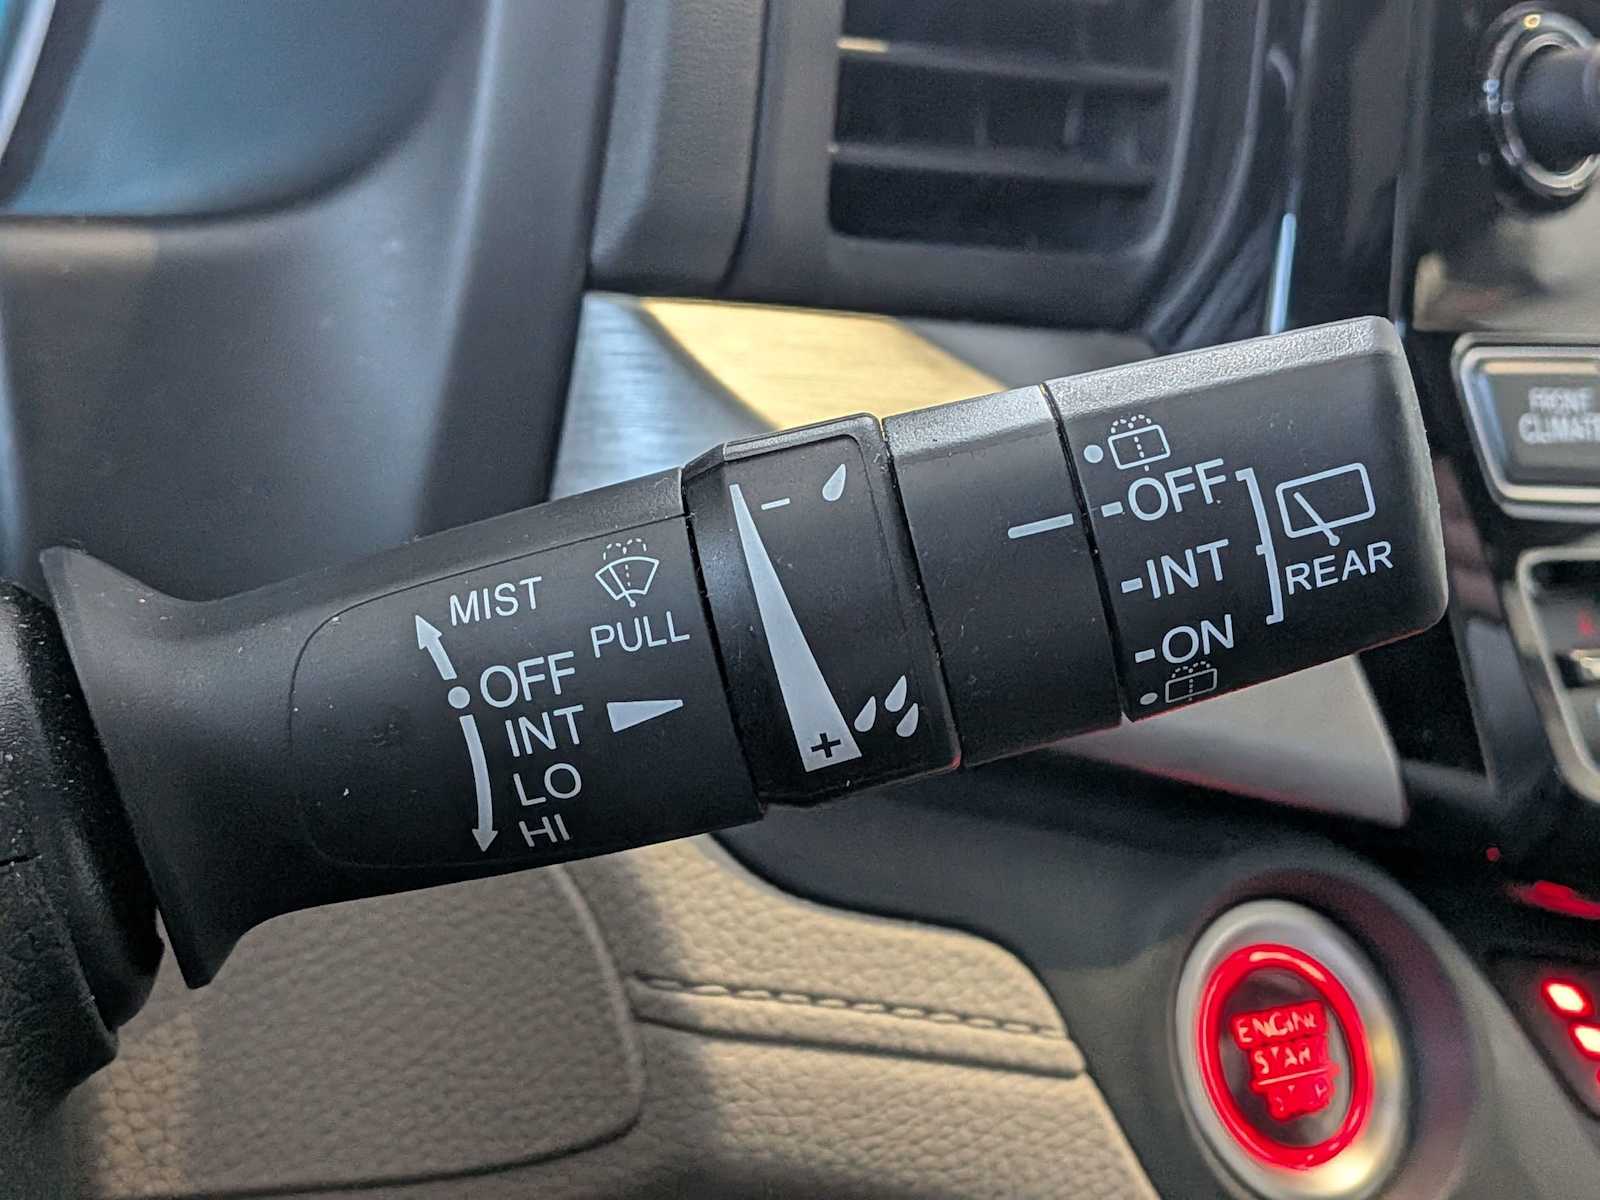 MIST
PULL
OFF
INT
LO
HI
-
+
OFF
INT
ON
REAR
FRONT
CLIMATE
ENGINE
START